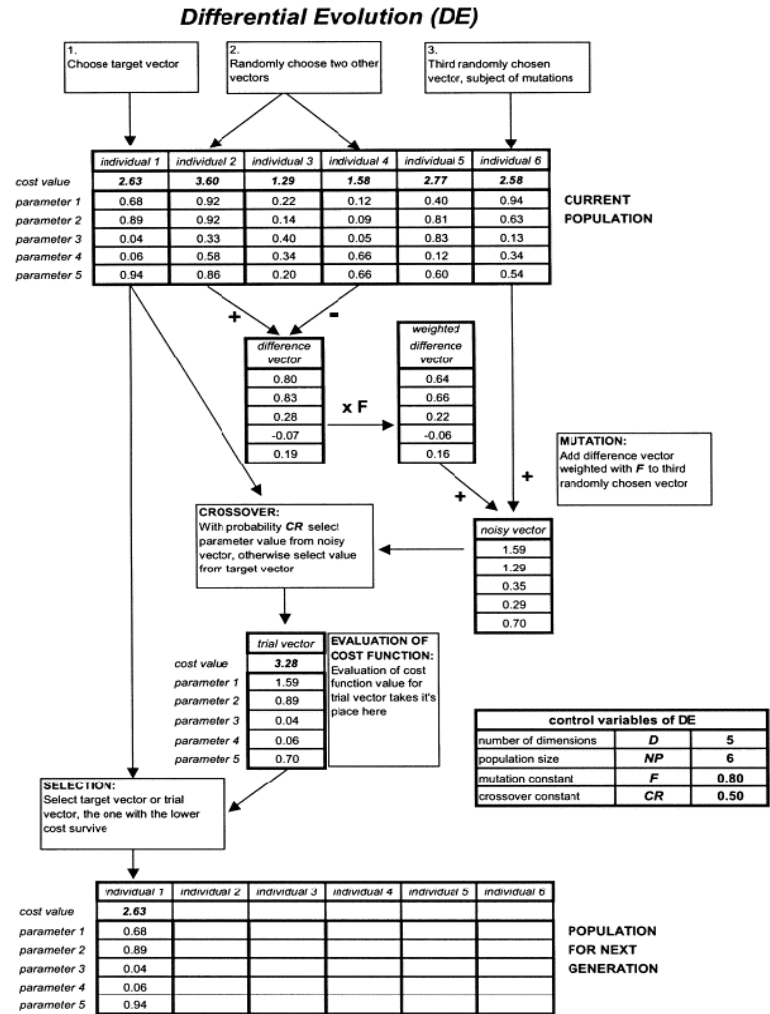 Differential Evolution (DE)
1.
Choose target vector
2.
Randomly choose two other
vectors
3.
Third randomly chosen
vector, subject of mutations
individual 1 individual 2 individual 3 individual 4 individual 5 individual 6
cost value 2.63 3.60 1.29 1.58 2.77 2.58
parameter 1 0.68 0.92 0.22 0.12 0.40 0.94
parameter 2 0.89 0.92 0.14 0.09 0.81 0.63
parameter 3 0.04 0.33 0.40 0.05 0.83 0.13
parameter 4 0.06 0.58 0.34 0.66 0.12 0.34
parameter 5 0.94 0.86 0.20 0.66 0.60 0.54
CURRENT
POPULATION
+ -
difference
vector
0.80
0.83
0.28
-0.07
0.19
x F
weighted
difference
vector
0.64
0.66
0.22
-0.06
0.16
+ +
MUTATION:
Add difference vector
weighted with F to third
randomly chosen vector
CROSSOVER:
With probability CR select
parameter value from noisy
vector, otherwise select value
from target vector
noisy vector
1.59
1.29
0.35
0.29
0.70
trial vector
cost value 3.28
parameter 1 1.59
parameter 2 0.89
parameter 3 0.04
parameter 4 0.06
parameter 5 0.70
EVALUATION OF
COST FUNCTION:
Evaluation of cost
function value for
trial vector takes it's
place here
control variables of DE
number of dimensions D 5
population size NP 6
mutation constant F 0.80
crossover constant CR 0.50
SELECTION:
Select target vector or trial
vector, the one with the lower
cost survive
individual 1 individual 2 individual 3 individual 4 individual 5 individual 6
cost value 2.63
parameter 1 0.68
parameter 2 0.89
parameter 3 0.04
parameter 4 0.06
parameter 5 0.94
POPULATION
FOR NEXT
GENERATION